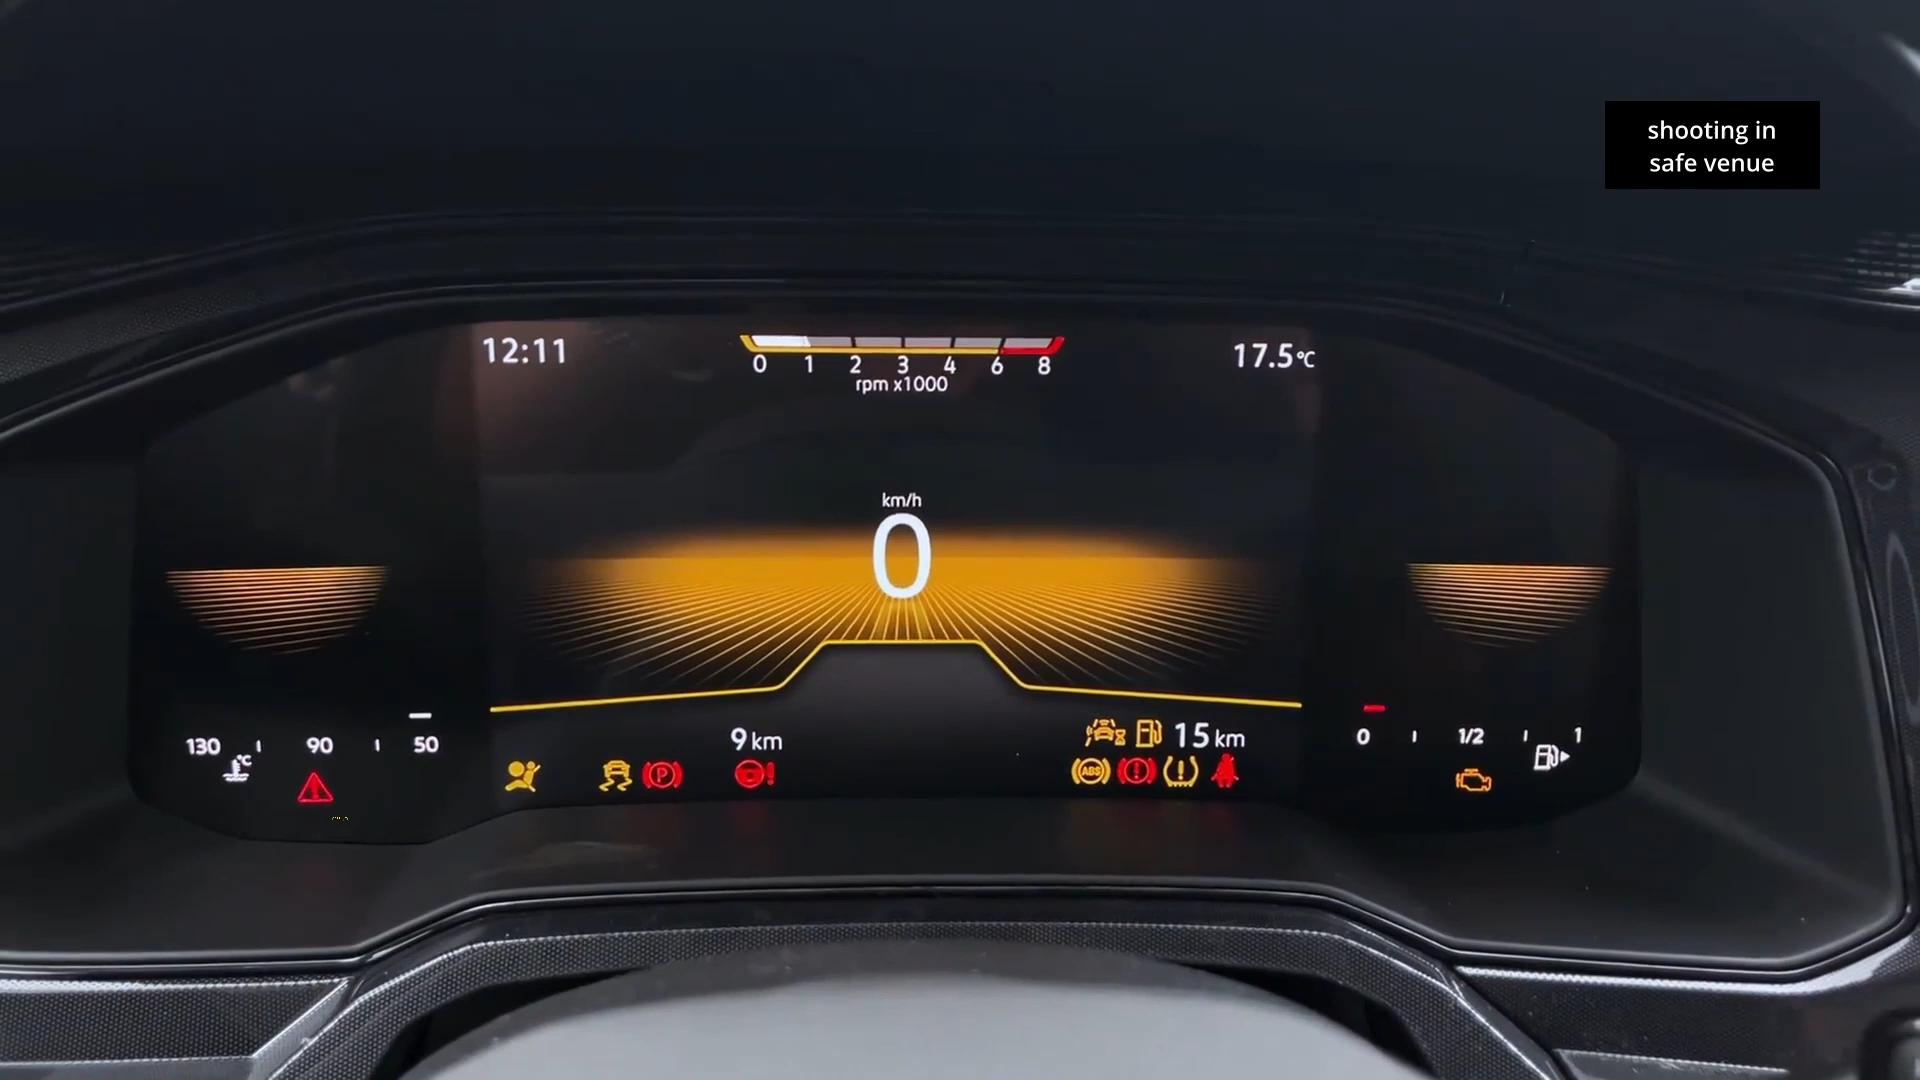 shooting in
safe venue
12:11
0 1 2 3 4 6 8
rpm x1000
17.5°C
km/h
0
130 90 50
°C
9 km
15 km
0 1/2 1
P
ABS